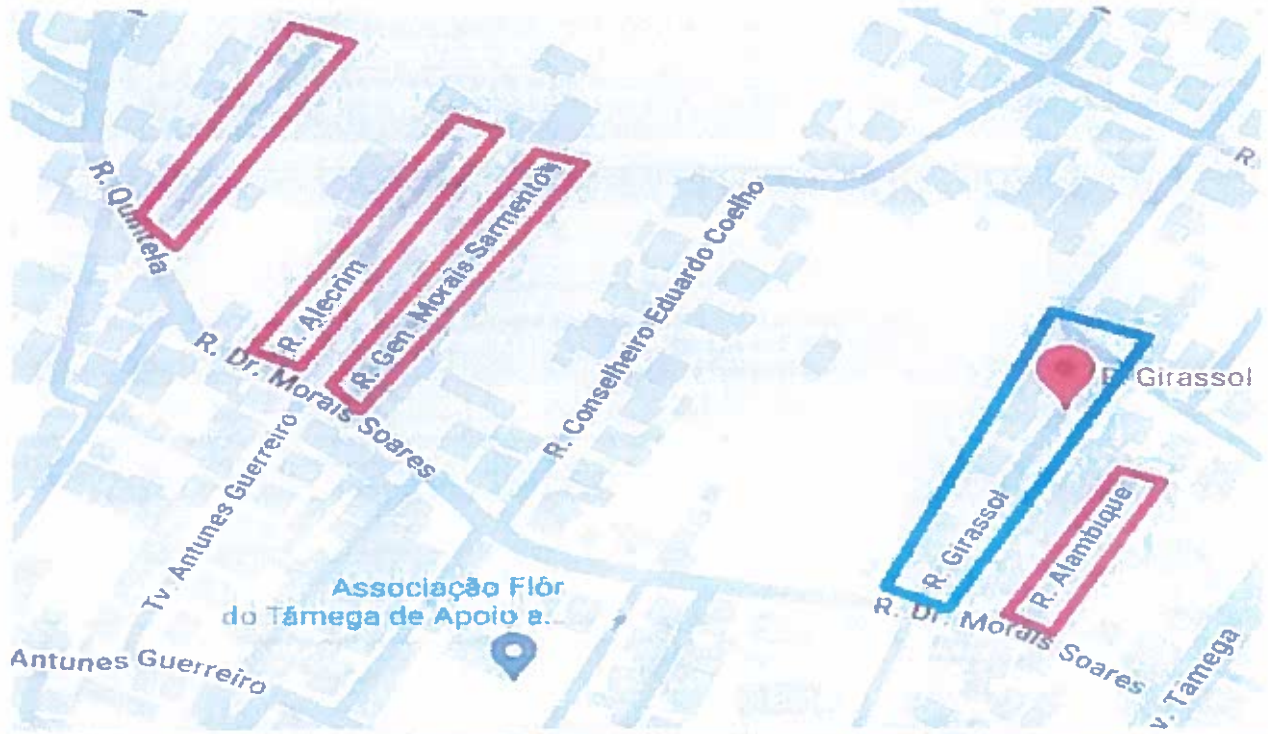 R.
R. Quintela
R. Alecrim
R. Gen. Morais Sarmento
R. Conselheiro Eduardo Coelho
R. Dr. Morais Soares
R. Girassol
R. Girassol
R. Alambique
Tv. Antunes Guerreiro
Associação Flôr
do Tâmega de Apoio a...
R. Dr. Morais Soares
Antunes Guerreiro
v. Tâmega